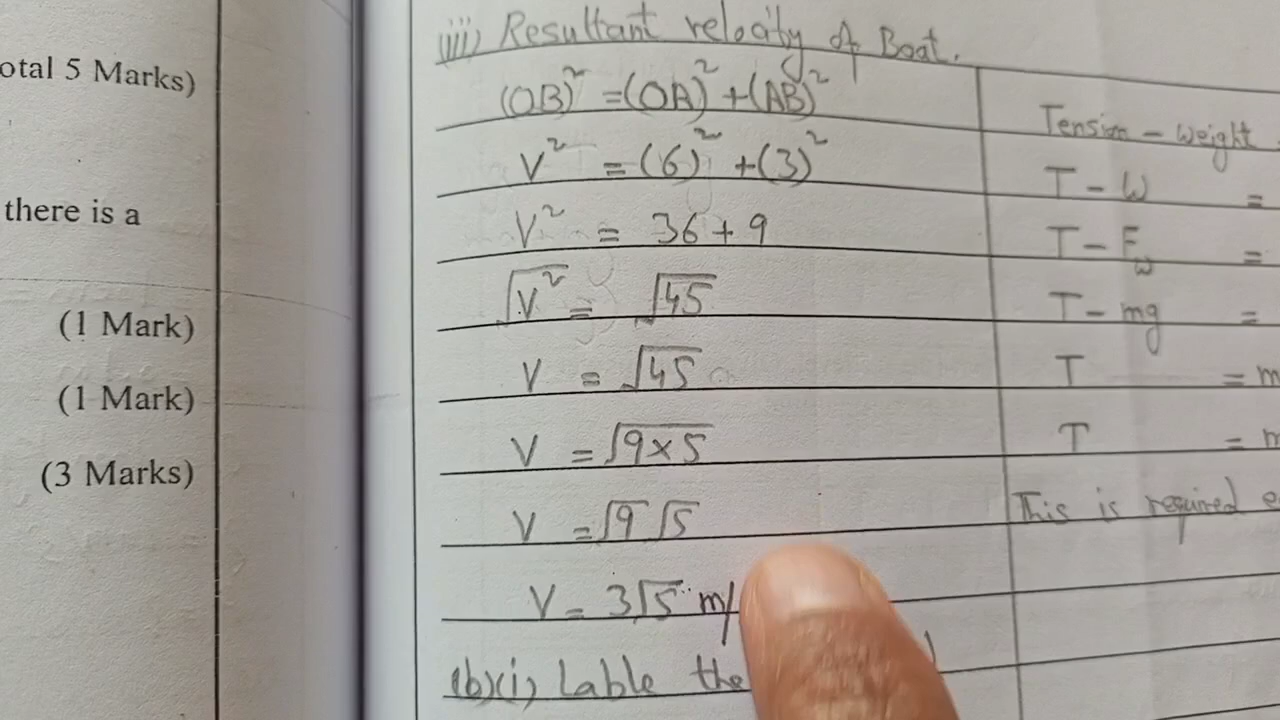 otal 5 Marks)
there is a
(1 Mark)
(1 Mark)
(3 Marks)
(iii) Resultant velocity of Boat.
(OB)² = (OA)² + (AB)²
V² = (6)² + (3)²
V² = 36 + 9
√V² = √45
V = √45
V = √9×5
V = √9 √5
V = 3√5 m/
(b)(i) Lable the
Tension - weight
T - W =
T - Fw =
T - mg =
T = m
T = m
This is required e